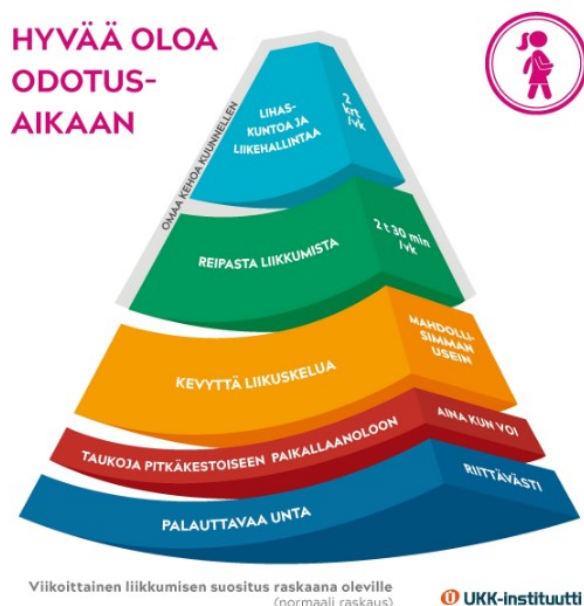 HYVÄÄ OLOA
ODOTUS-
AIKAAN
OMAA KEHOA KUUNNELLEN
LIHAS-
KUNTOA JA
LIIKEHALLINTAA
2
krt
/vk
REIPASTA LIIKKUMISTA
2 t 30 min
/vk
KEVYTTÄ LIIKUSKELUA
MAHDOLLI-
SIMMAN
USEIN
TAUKOJA PITKÄKESTOISEEN PAIKALLAANOLOON
AINA KUN VOI
PALAUTTAVAA UNTA
RIITTÄVÄSTI
Viikoittainen liikkumisen suositus raskaana oleville
(normaali raskaus)
UKK-instituutti